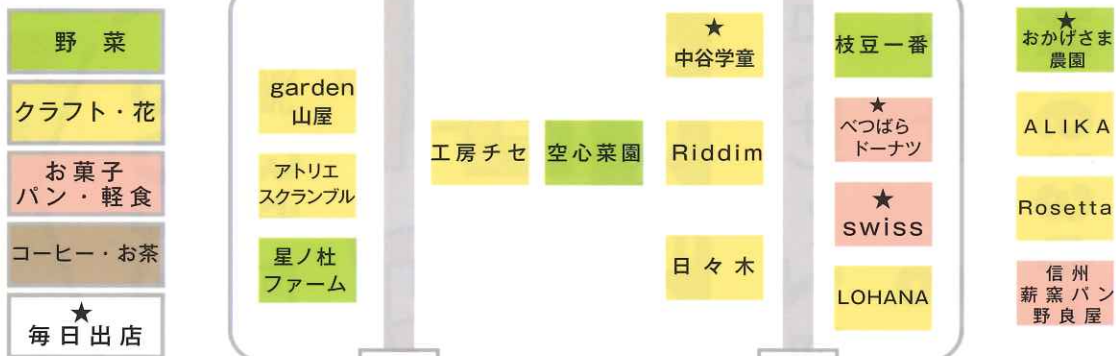 野菜
クラフト・花
お菓子
パン・軽食
コーヒー・お茶
★
毎日出店
garden
山屋
アトリエ
スクランブル
星ノ杜
ファーム
工房チセ
空心菜園
★
中谷学童
Riddim
日々木
枝豆一番
★
べつばら
ドーナツ
★
swiss
LOHANA
★
おかげさま
農園
ALIKA
Rosetta
信州
薪窯パン
野良屋